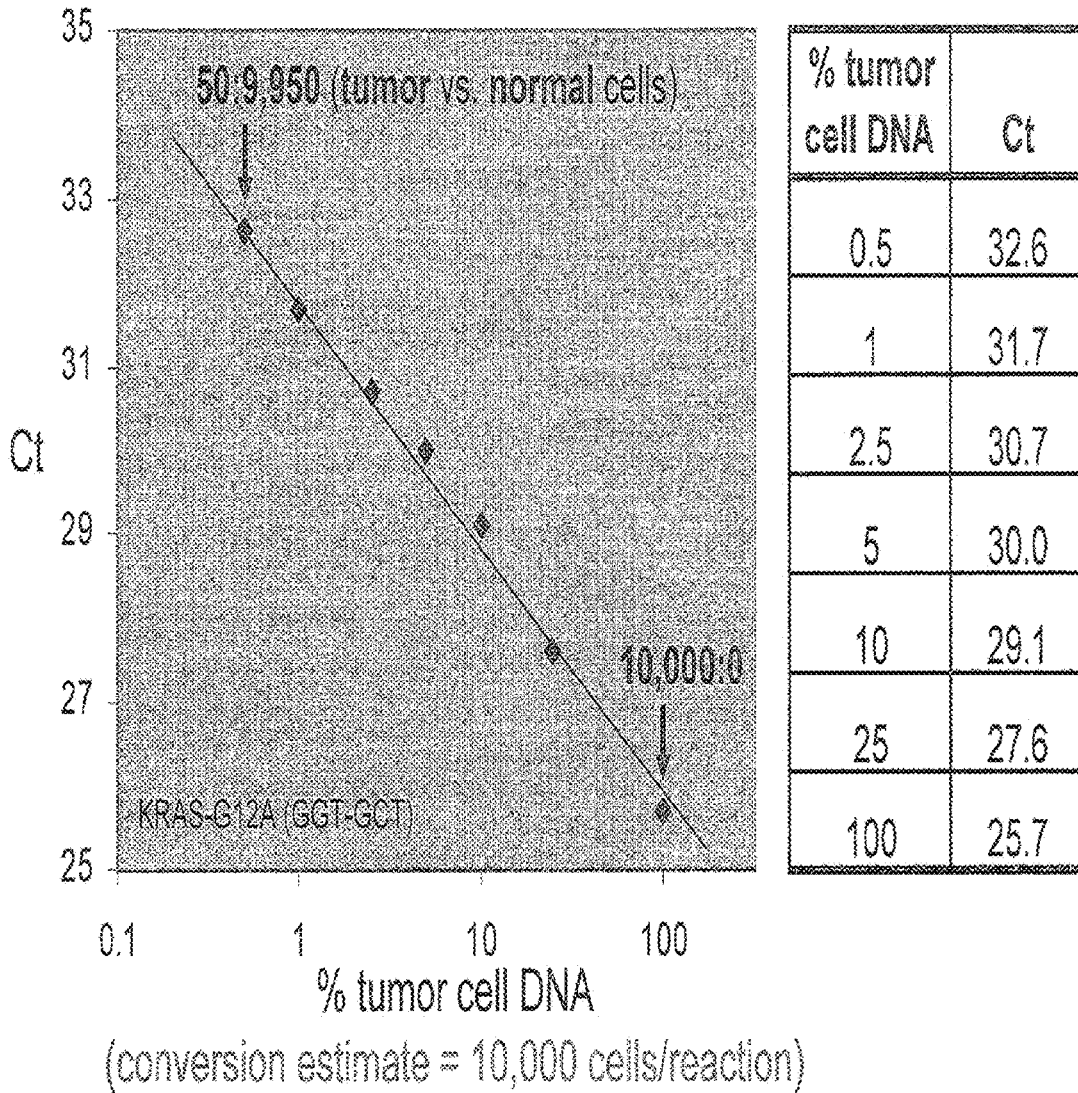 35
33
31
29
27
25
Ct
50:9,950 (tumor vs. normal cells)
10,000:0
KRAS-G12A (GGT-GCT)
0.1 1 10 100
% tumor cell DNA
(conversion estimate = 10,000 cells/reaction)
% tumor
cell DNA Ct
0.5 32.6
1 31.7
2.5 30.7
5 30.0
10 29.1
25 27.6
100 25.7